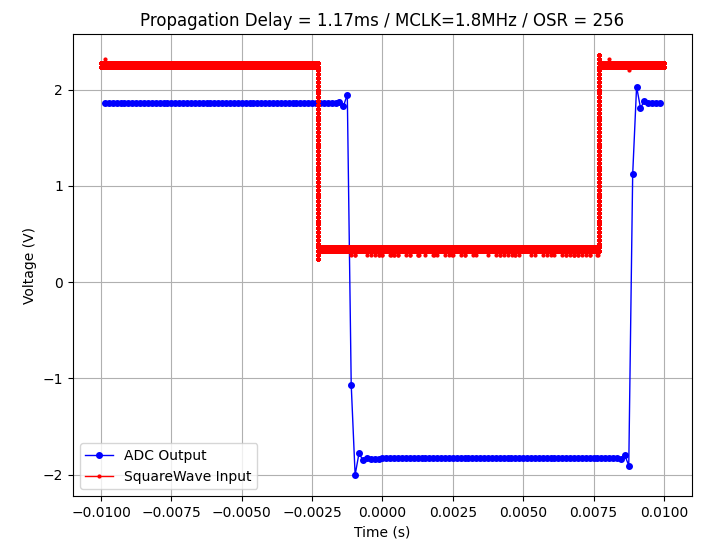 Propagation Delay = 1.17ms / MCLK=1.8MHz / OSR = 256
2
1
0
−1
−2
Voltage (V)
ADC Output
SquareWave Input
−0.0100 −0.0075 −0.0050 −0.0025 0.0000 0.0025 0.0050 0.0075 0.0100
Time (s)